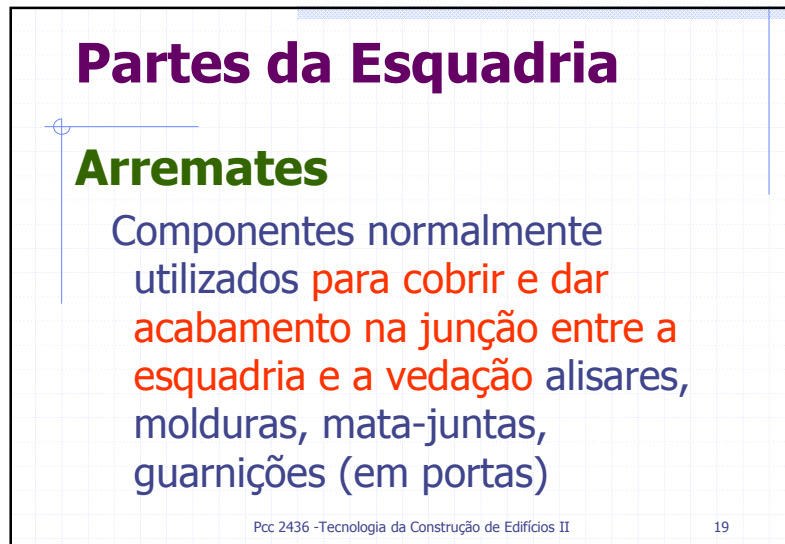 Partes da Esquadria
Arremates
Componentes normalmente
utilizados para cobrir e dar
acabamento na junção entre a
esquadria e a vedação alisares,
molduras, mata-juntas,
guarnições (em portas)
Pcc 2436 -Tecnologia da Construção de Edifícios II 19